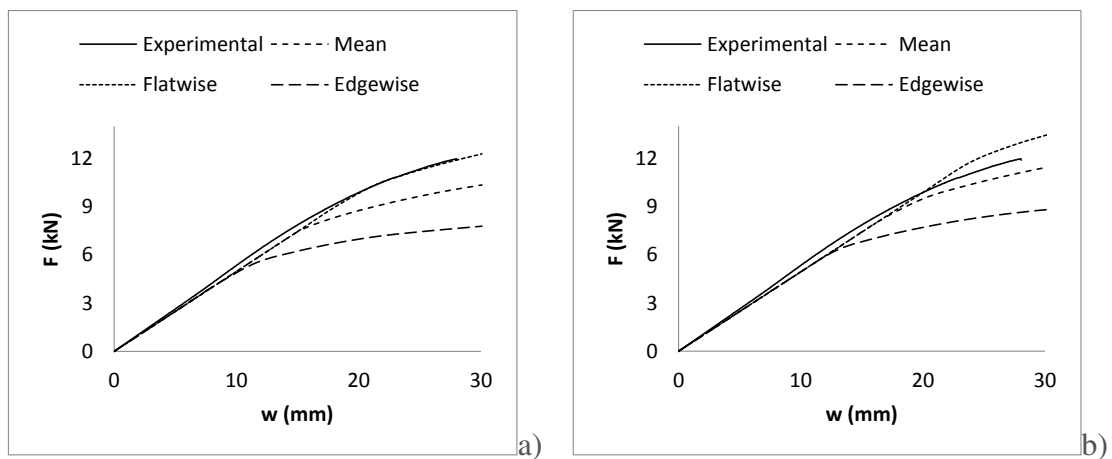 Experimental Mean
Flatwise Edgewise
12
9
6
3
0
F (kN)
0 10 20 30
w (mm)
a)
Experimental Mean
Flatwise Edgewise
12
9
6
3
0
F (kN)
0 10 20 30
w (mm)
b)